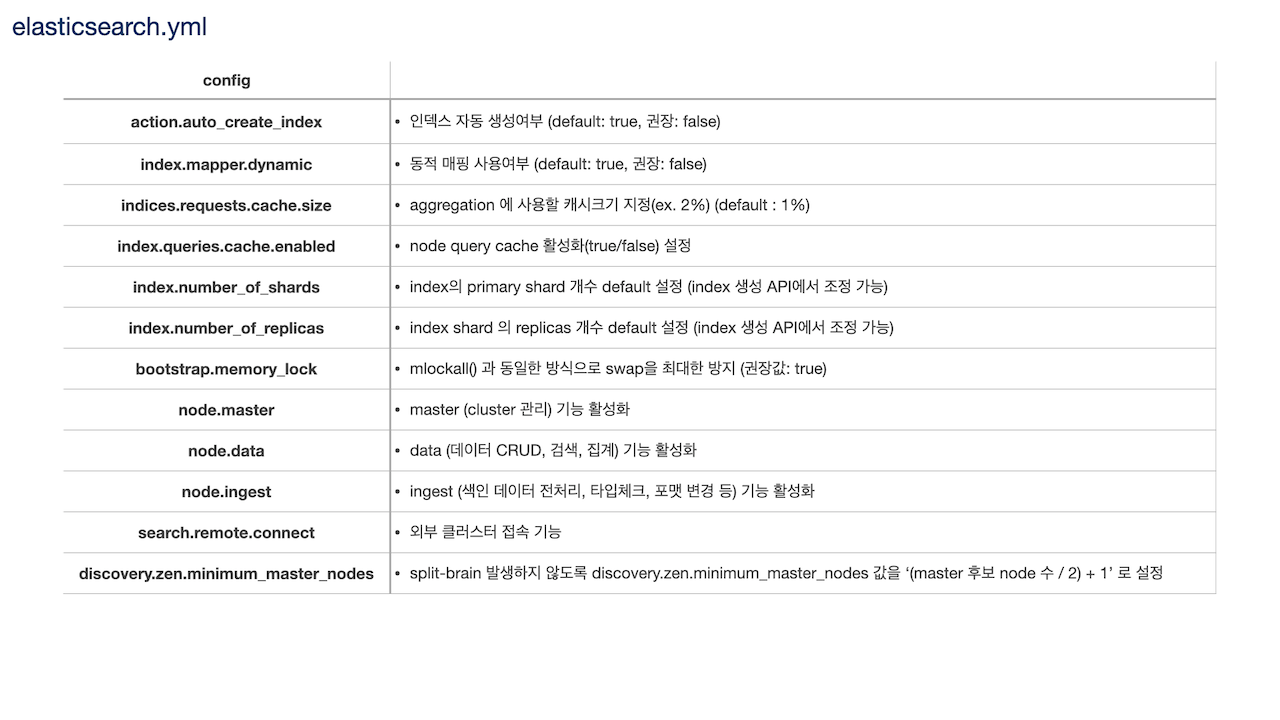 elasticsearch.yml
config
action.auto_create_index • 인덱스 자동 생성여부 (default: true, 권장: false)
index.mapper.dynamic • 동적 매핑 사용여부 (default: true, 권장: false)
indices.requests.cache.size • aggregation 에 사용할 캐시크기 지정(ex. 2%) (default : 1%)
index.queries.cache.enabled • node query cache 활성화(true/false) 설정
index.number_of_shards • index의 primary shard 개수 default 설정 (index 생성 API에서 조정 가능)
index.number_of_replicas • index shard 의 replicas 개수 default 설정 (index 생성 API에서 조정 가능)
bootstrap.memory_lock • mlockall() 과 동일한 방식으로 swap을 최대한 방지 (권장값: true)
node.master • master (cluster 관리) 기능 활성화
node.data • data (데이터 CRUD, 검색, 집계) 기능 활성화
node.ingest • ingest (색인 데이터 전처리, 타입체크, 포맷 변경 등) 기능 활성화
search.remote.connect • 외부 클러스터 접속 기능
discovery.zen.minimum_master_nodes • split-brain 발생하지 않도록 discovery.zen.minimum_master_nodes 값을 ‘(master 후보 node 수 / 2) + 1’ 로 설정